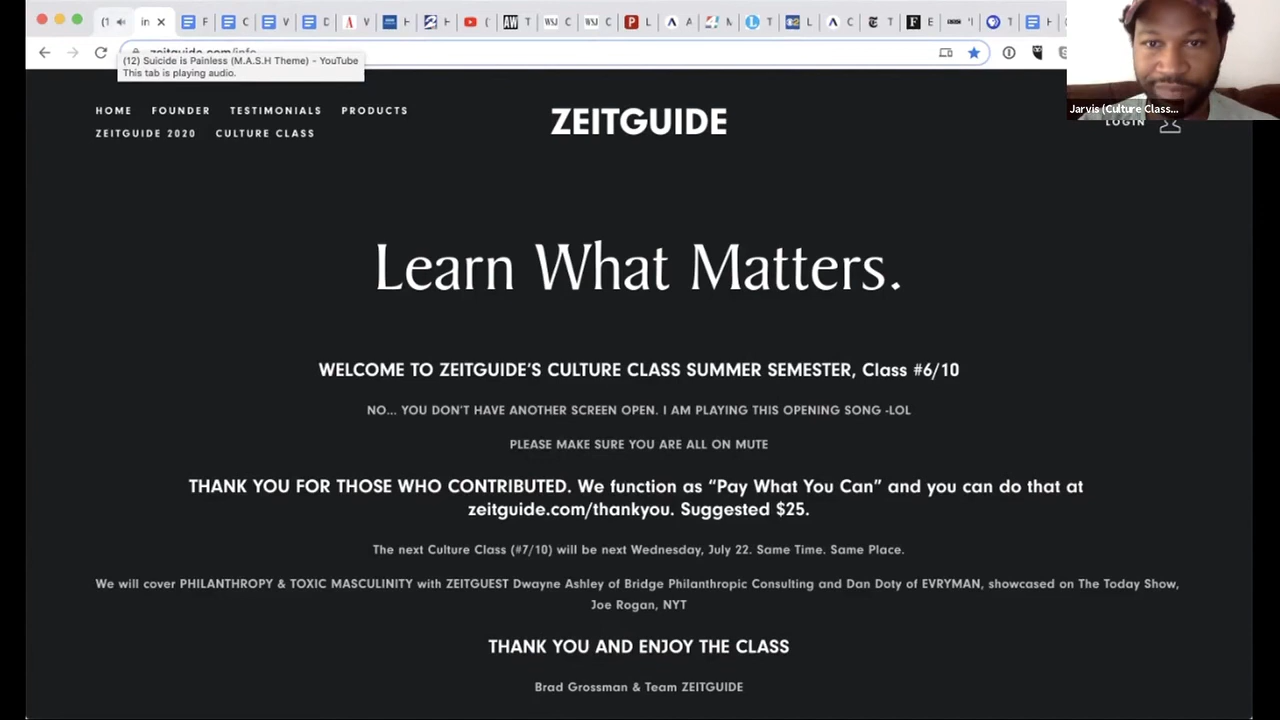 in
zeitguide.com/info
(12) Suicide is Painless (M.A.S.H Theme) - YouTube
This tab is playing audio.
Jarvis (Culture Class...
HOME FOUNDER TESTIMONIALS PRODUCTS
ZEITGUIDE 2020 CULTURE CLASS
ZEITGUIDE
LOGIN
Learn What Matters.
WELCOME TO ZEITGUIDE'S CULTURE CLASS SUMMER SEMESTER, Class #6/10
NO... YOU DON'T HAVE ANOTHER SCREEN OPEN. I AM PLAYING THIS OPENING SONG -LOL
PLEASE MAKE SURE YOU ARE ALL ON MUTE
THANK YOU FOR THOSE WHO CONTRIBUTED. We function as “Pay What You Can” and you can do that at
zeitguide.com/thankyou. Suggested $25.
The next Culture Class (#7/10) will be next Wednesday, July 22. Same Time. Same Place.
We will cover PHILANTHROPY & TOXIC MASCULINITY with ZEITGUEST Dwayne Ashley of Bridge Philanthropic Consulting and Dan Doty of EVRYMAN, showcased on The Today Show,
Joe Rogan, NYT
THANK YOU AND ENJOY THE CLASS
Brad Grossman & Team ZEITGUIDE